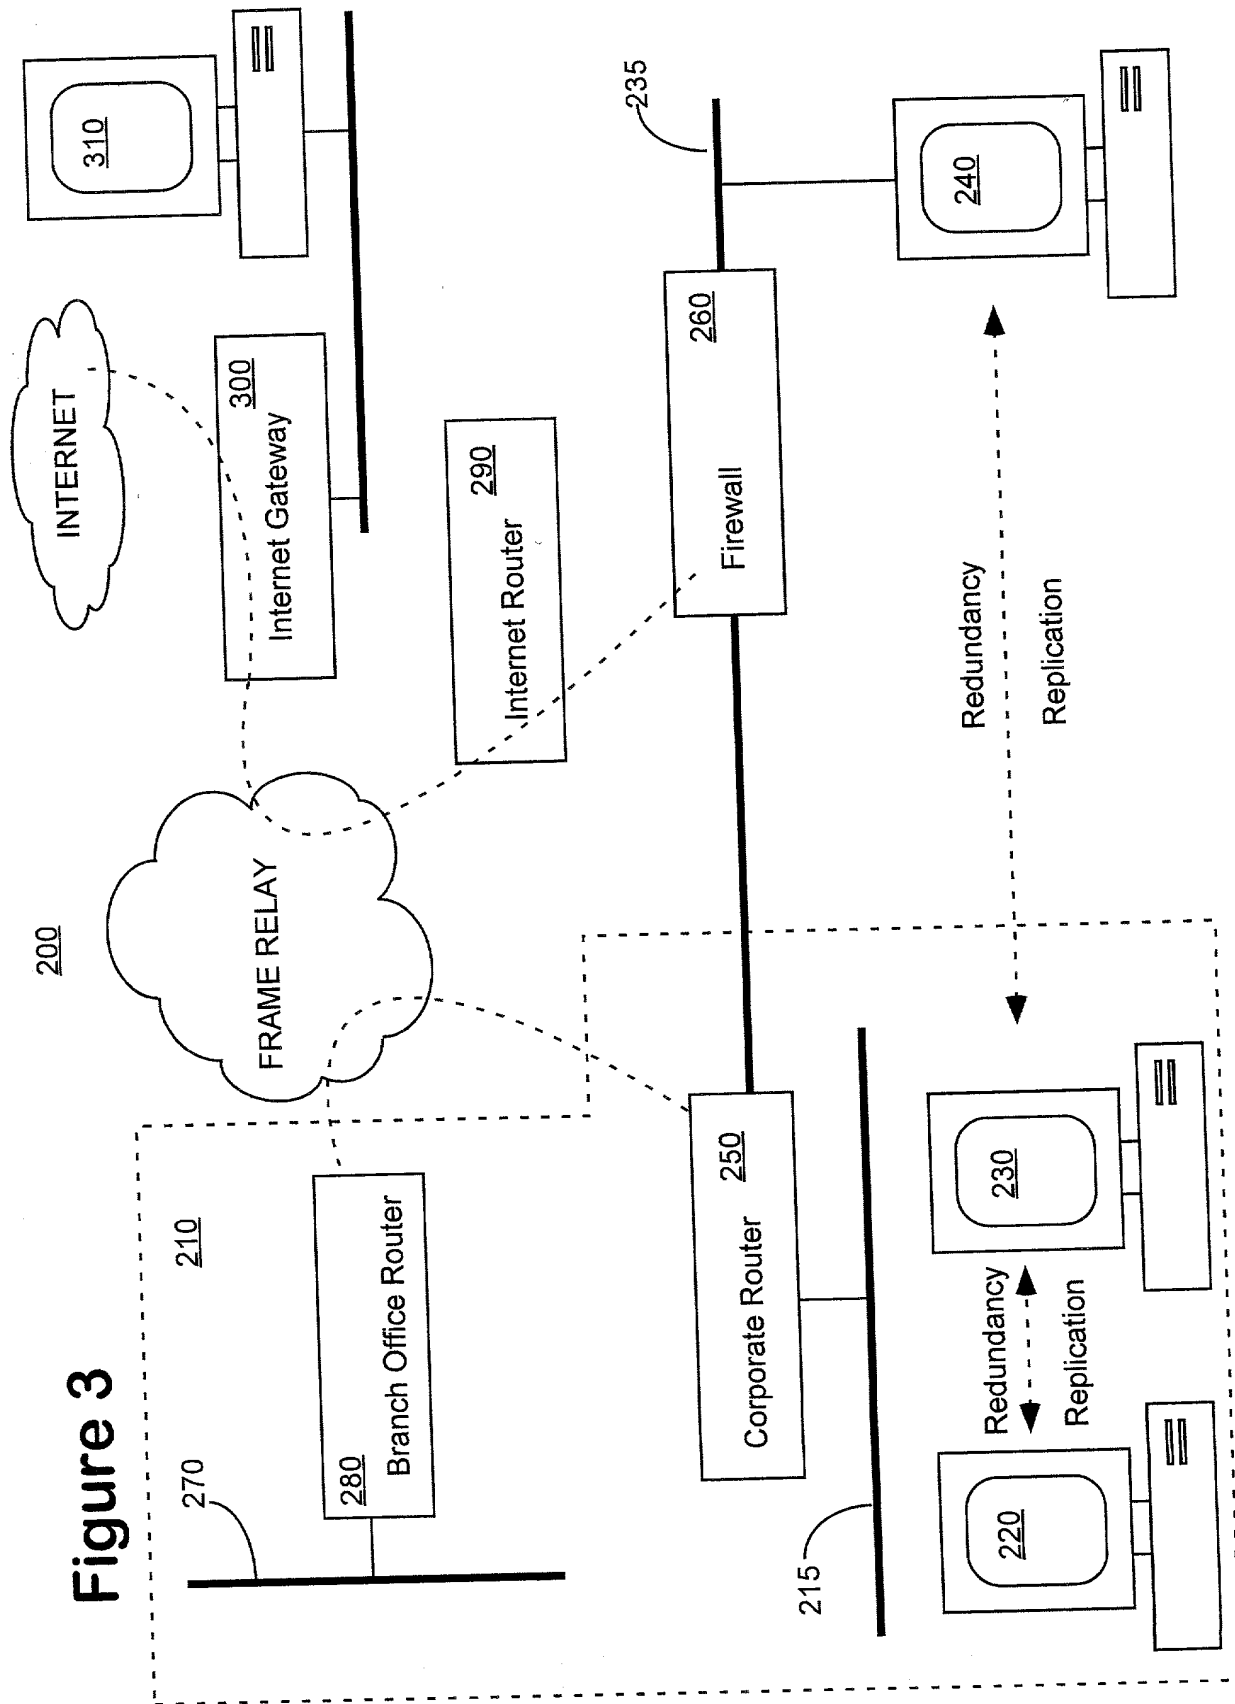 Figure 3
200
INTERNET
310
300
Internet Gateway
FRAME RELAY
210
270
280
Branch Office Router
290
Internet Router
235
260
Firewall
250
Corporate Router
215
240
Redundancy
Replication
230
Redundancy
Replication
220